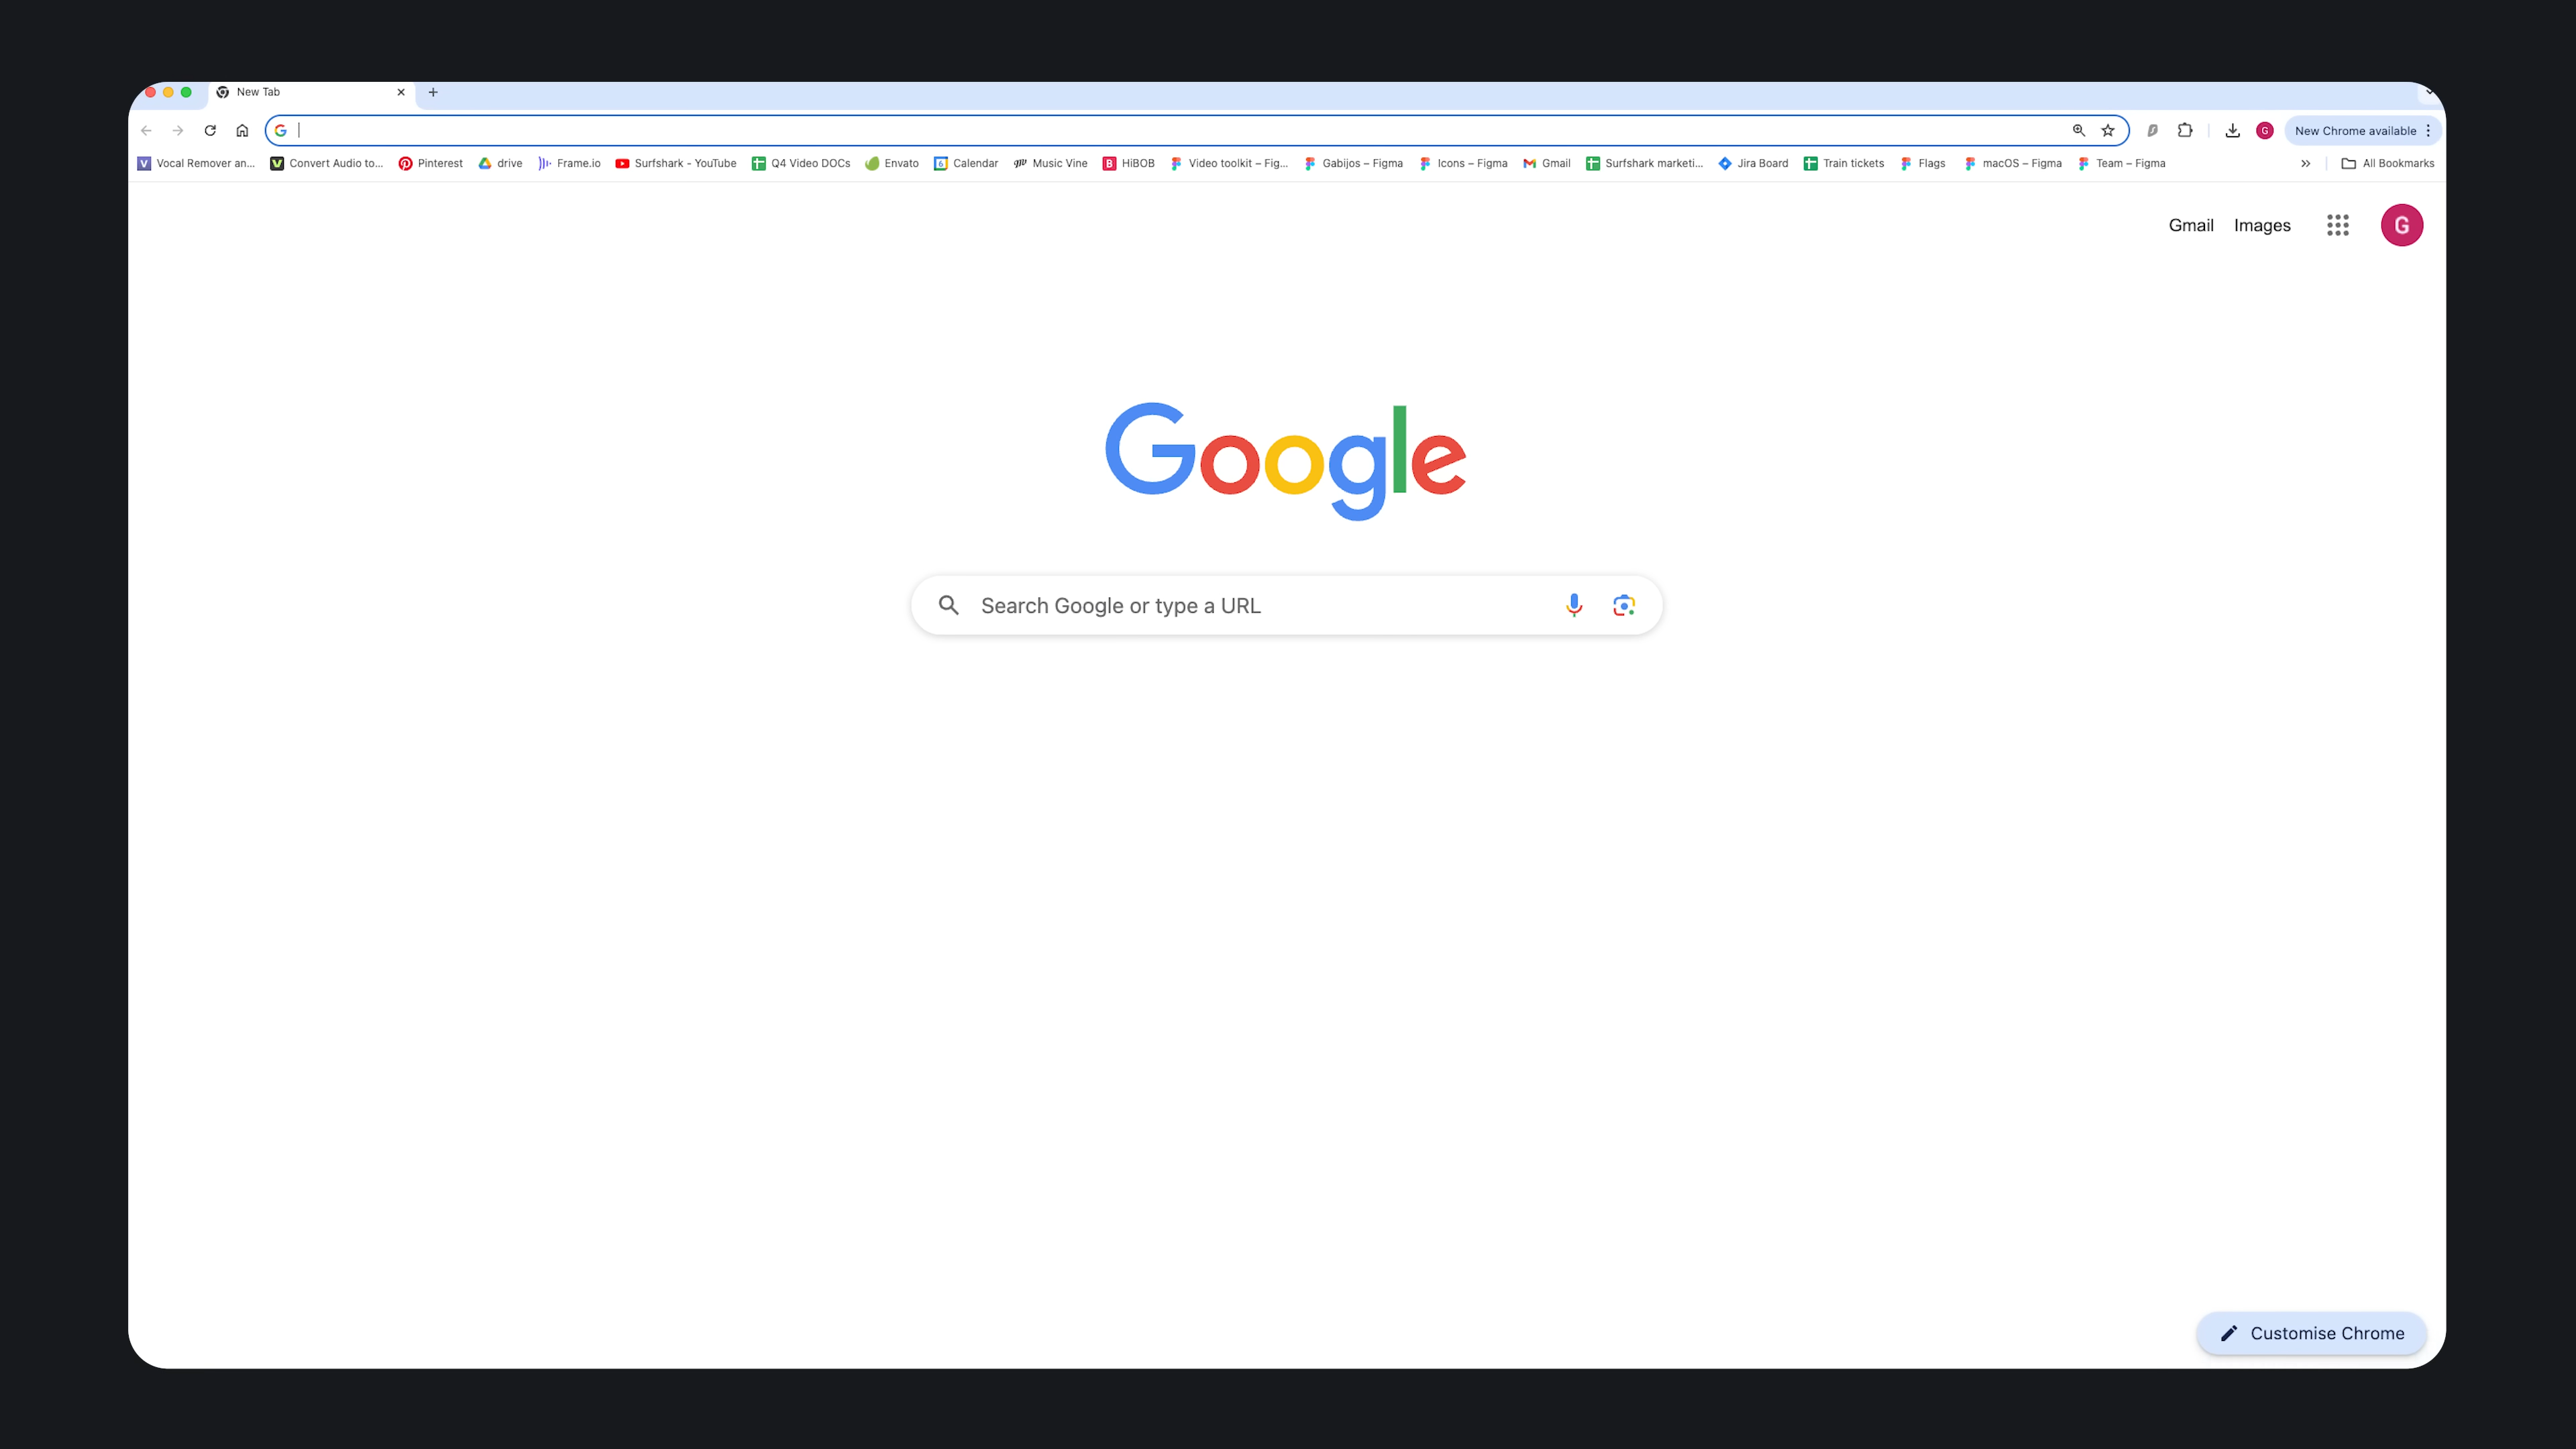 New Tab
New Chrome available
Vocal Remover an... Convert Audio to... Pinterest drive Frame.io Surfshark - YouTube Q4 Video DOCs Envato Calendar Music Vine HiBOB Video toolkit – Fig... Gabijos – Figma Icons – Figma Gmail Surfshark marketi... Jira Board Train tickets Flags macOS – Figma Team – Figma All Bookmarks
Gmail Images G
Google
Search Google or type a URL
Customise Chrome